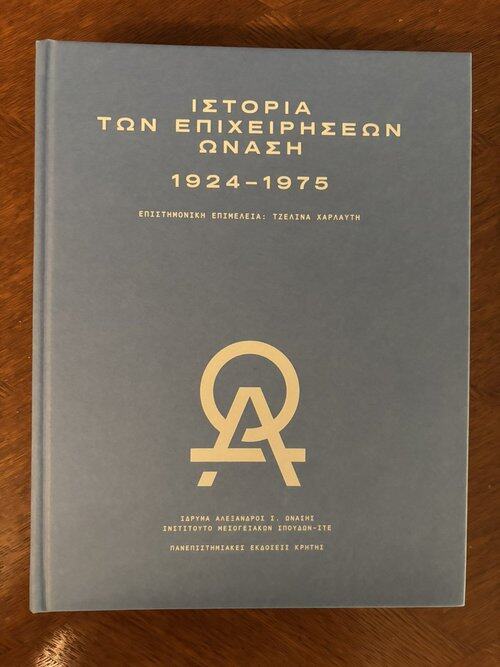 ΙΣΤΟΡΙΑ
ΤΩΝ ΕΠΙΧΕΙΡΗΣΕΩΝ
ΩΝΑΣΗ
1924–1975
ΕΠΙΣΤΗΜΟΝΙΚΗ ΕΠΙΜΕΛΕΙΑ: ΤΖΕΛΙΝΑ ΧΑΡΛΑΥΤΗ
ΙΔΡΥΜΑ ΑΛΕΞΑΝΔΡΟΣ Σ. ΩΝΑΣΗΣ
ΙΝΣΤΙΤΟΥΤΟ ΜΕΣΟΓΕΙΑΚΩΝ ΣΠΟΥΔΩΝ-ΙΤΕ
ΠΑΝΕΠΙΣΤΗΜΙΑΚΕΣ ΕΚΔΟΣΕΙΣ ΚΡΗΤΗΣ